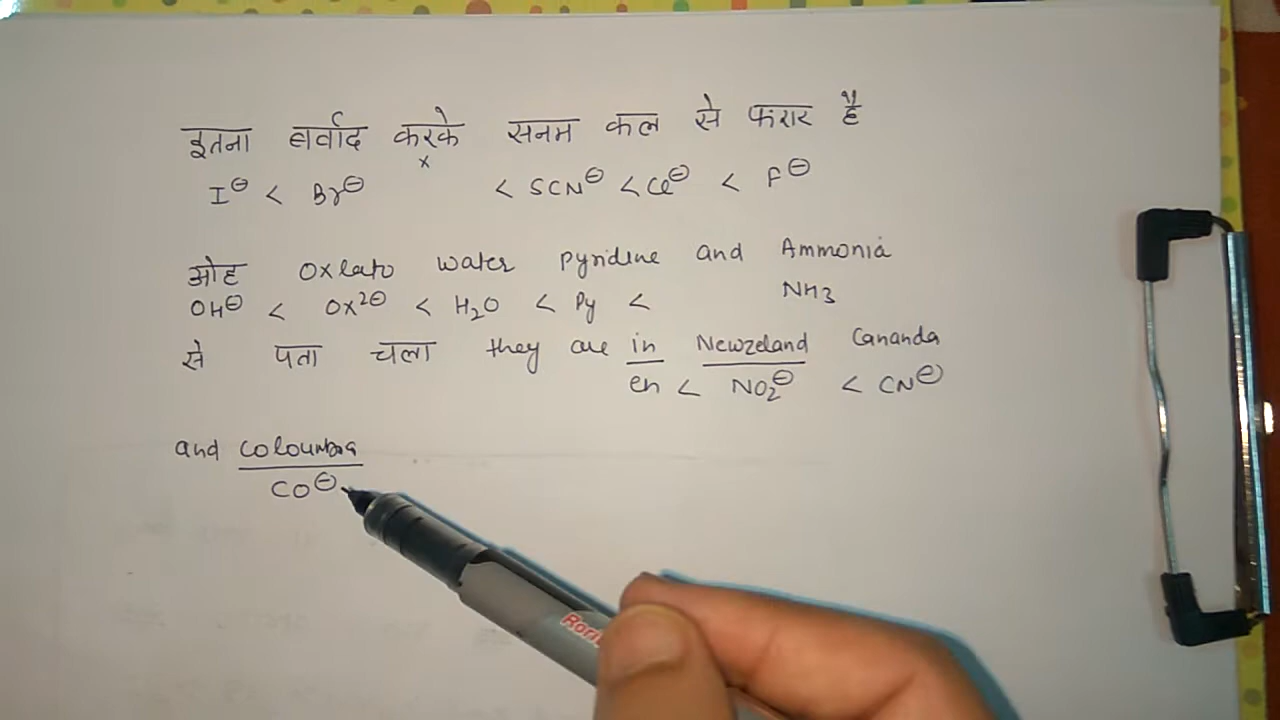 इतना बर्वाद करके सनम कल से फरार है
x
I⊖ < Br⊖ < SCN⊖ < Cl⊖ < F⊖
ओह oxlato water pyridine and Ammonia
OH⊖ < Ox²⊖ < H₂O < Py < NH₃
से पता चला they are in Newzeland Cananda
en < NO₂⊖ < CN⊖
and coloumbia
CO⊖